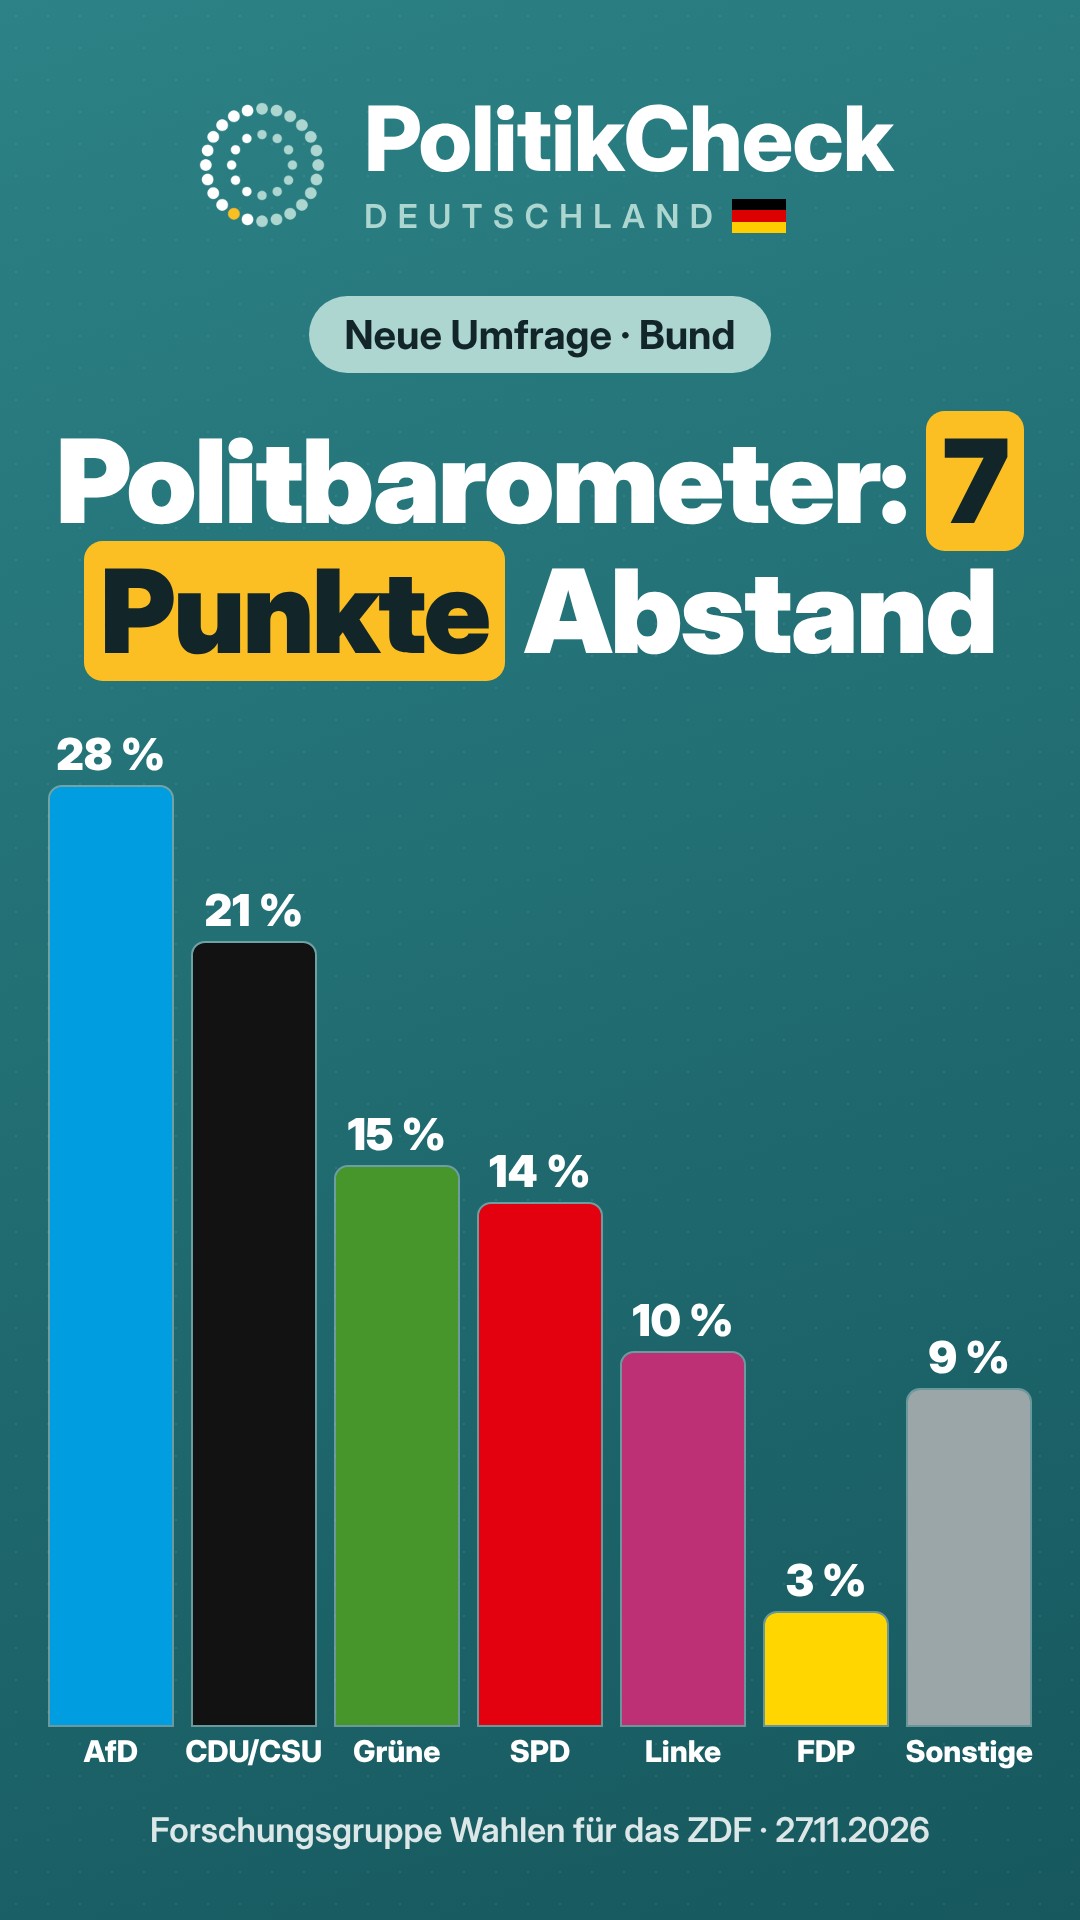 PolitikCheck
DEUTSCHLAND
Neue Umfrage · Bund
Politbarometer: 7
Punkte Abstand
28 %
21 %
15 %
14 %
10 %
3 %
9 %
AfD
CDU/CSU
Grüne
SPD
Linke
FDP
Sonstige
Forschungsgruppe Wahlen für das ZDF · 27.11.2026